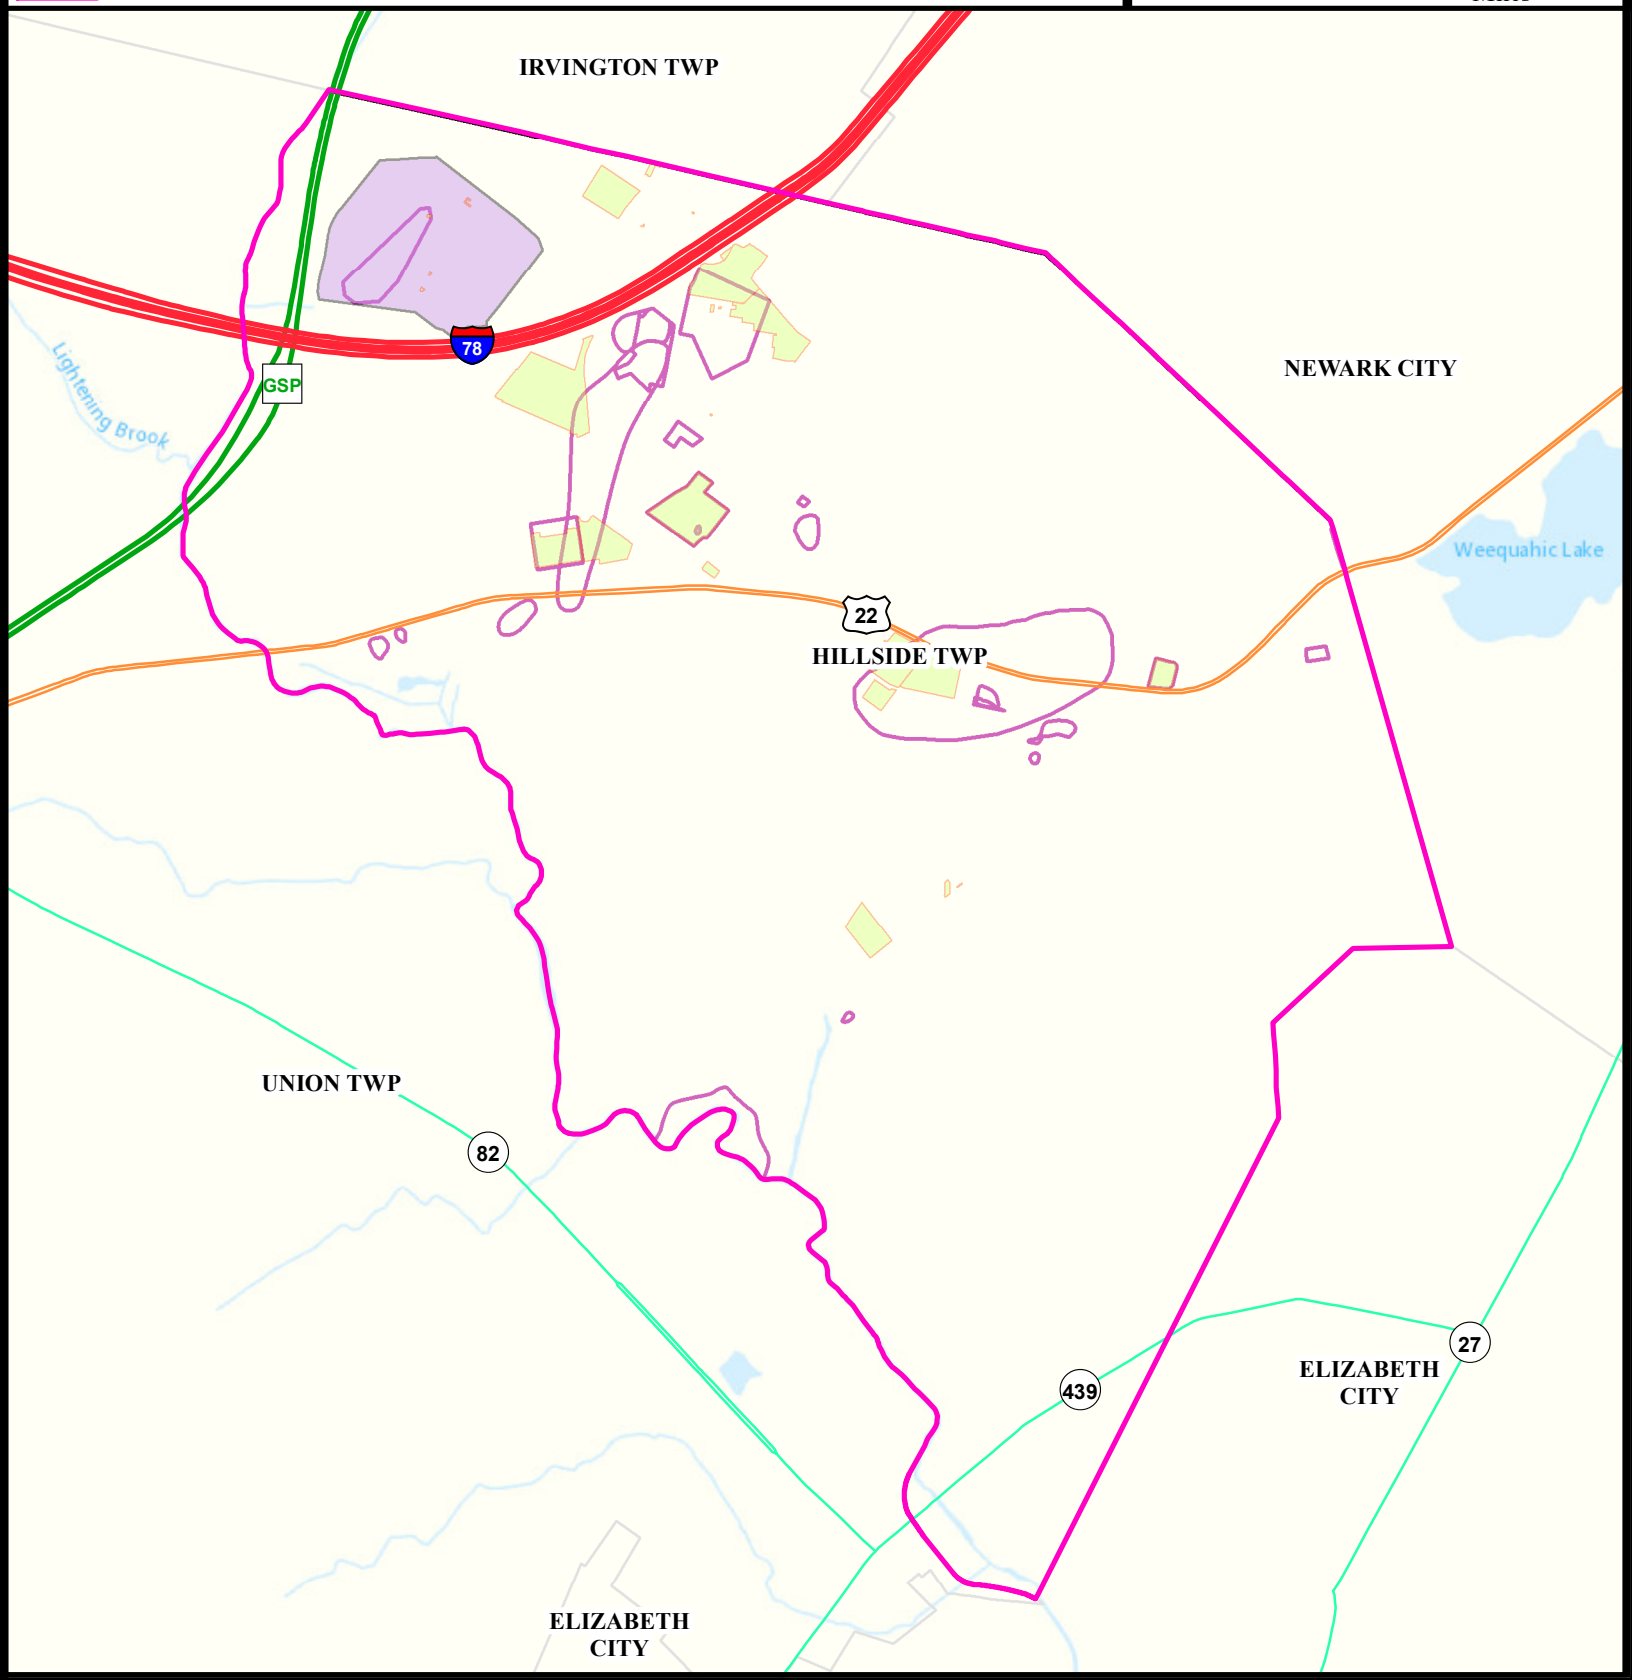 IRVINGTON TWP
78
NEWARK CITY
GSP
Lightening Brook
Weequahic Lake
22
HILLSIDE TWP
UNION TWP
82
27
ELIZABETH
CITY
439
ELIZABETH
CITY